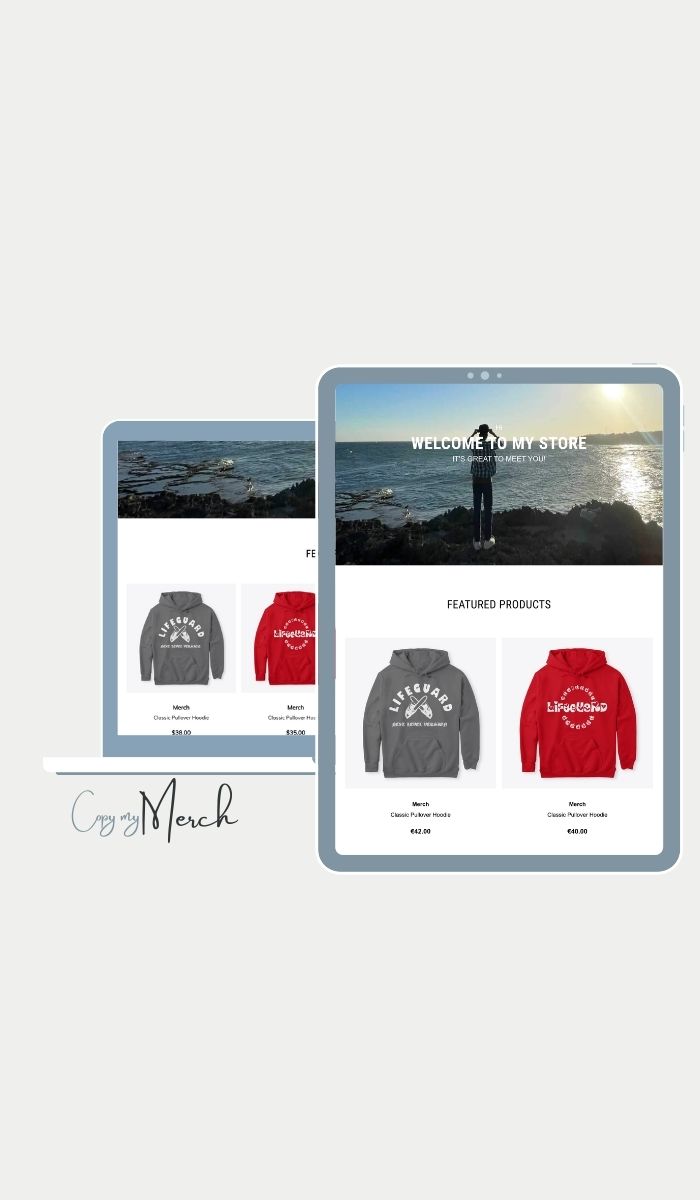 Hi
WELCOME TO MY STORE
IT'S GREAT TO MEET YOU!
FEATURED PRODUCTS
LIFEGUARD
LIFEGUARD
Merch
Classic Pullover Hoodie
€42.00
Merch
Classic Pullover Hoodie
€40.00
FE
LIFEGUARD
Merch
Classic Pullover Hoodie
$38.00
Merch
Classic Pullover Hoo
$35.00
Copy my Merch